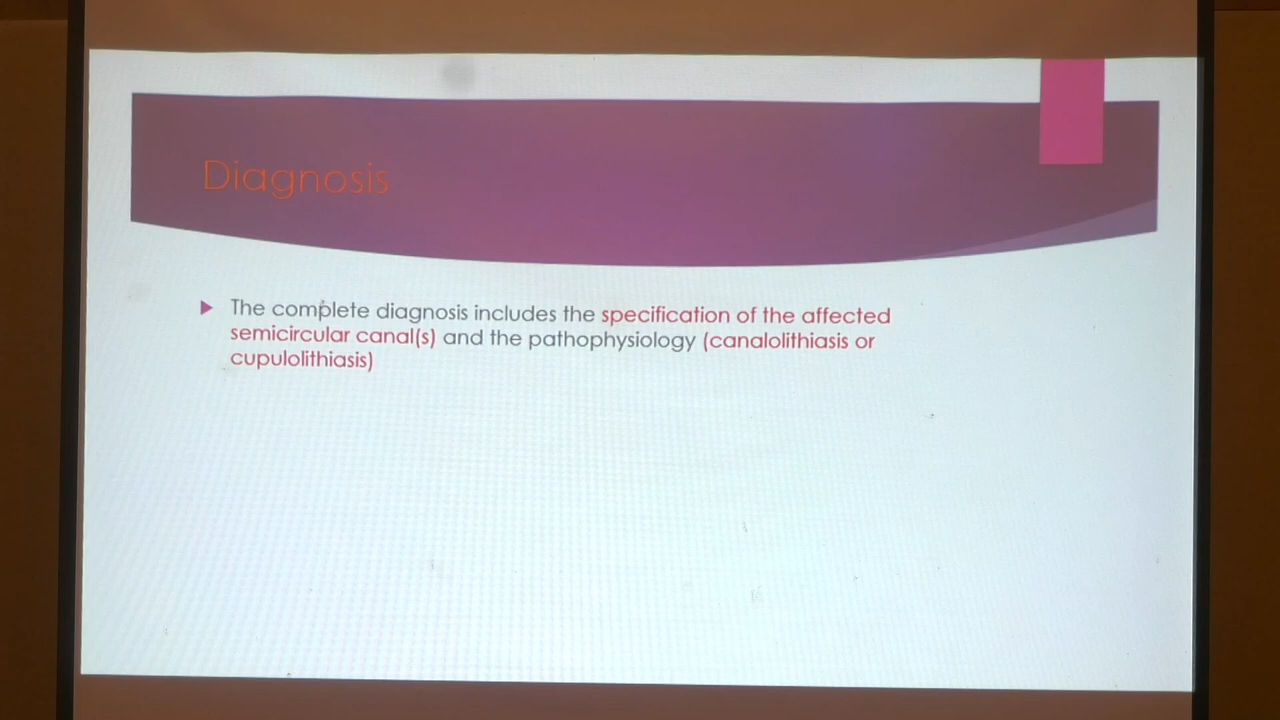 Diagnosis
The complete diagnosis includes the specification of the affected
semicircular canal(s) and the pathophysiology (canalolithiasis or
cupulolithiasis)